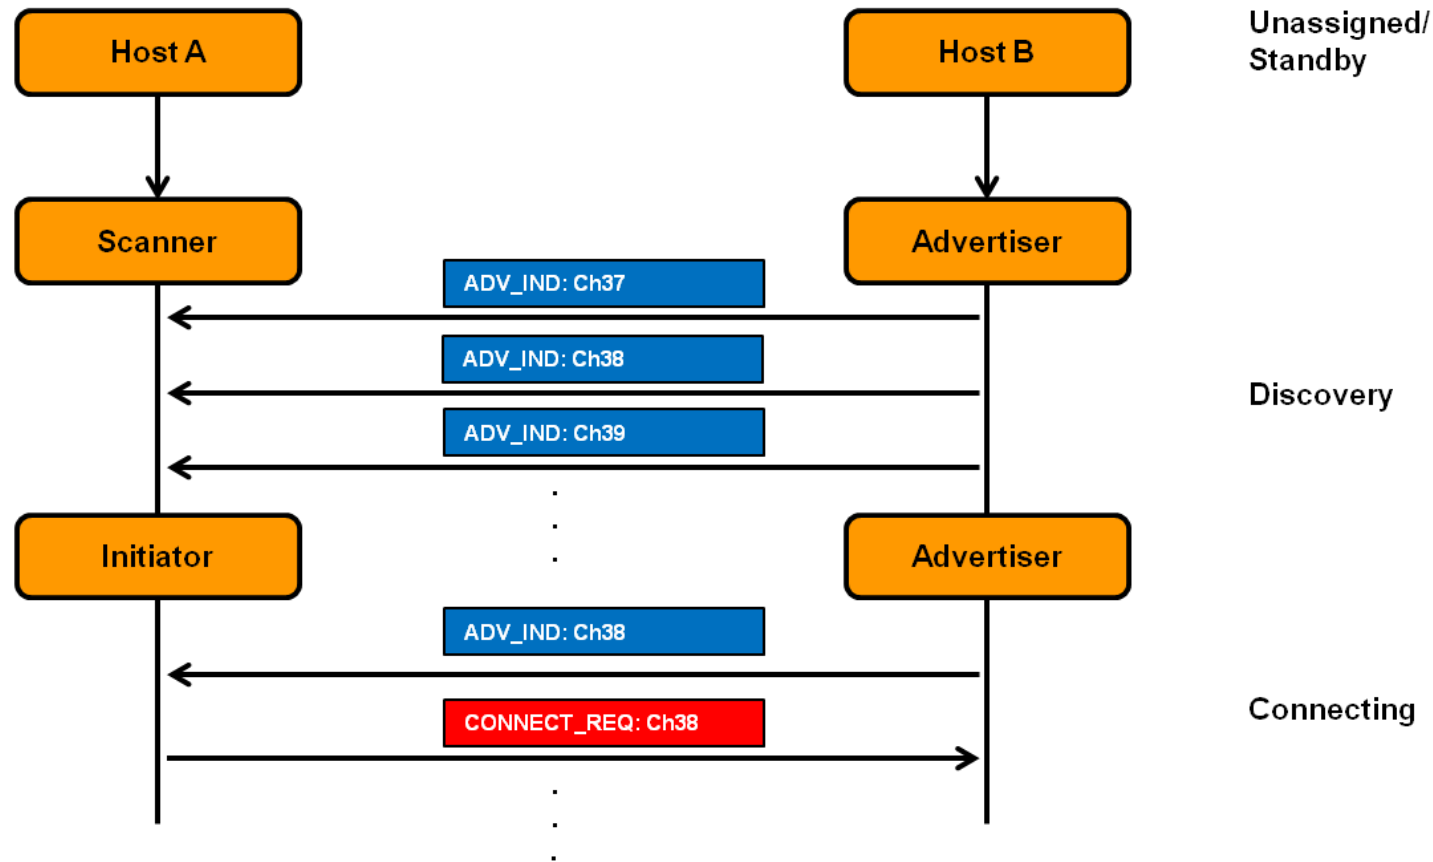 Host A
Host B
Unassigned/
Standby
Scanner
Advertiser
ADV_IND: Ch37
ADV_IND: Ch38
Discovery
ADV_IND: Ch39
Initiator
Advertiser
ADV_IND: Ch38
Connecting
CONNECT_REQ: Ch38